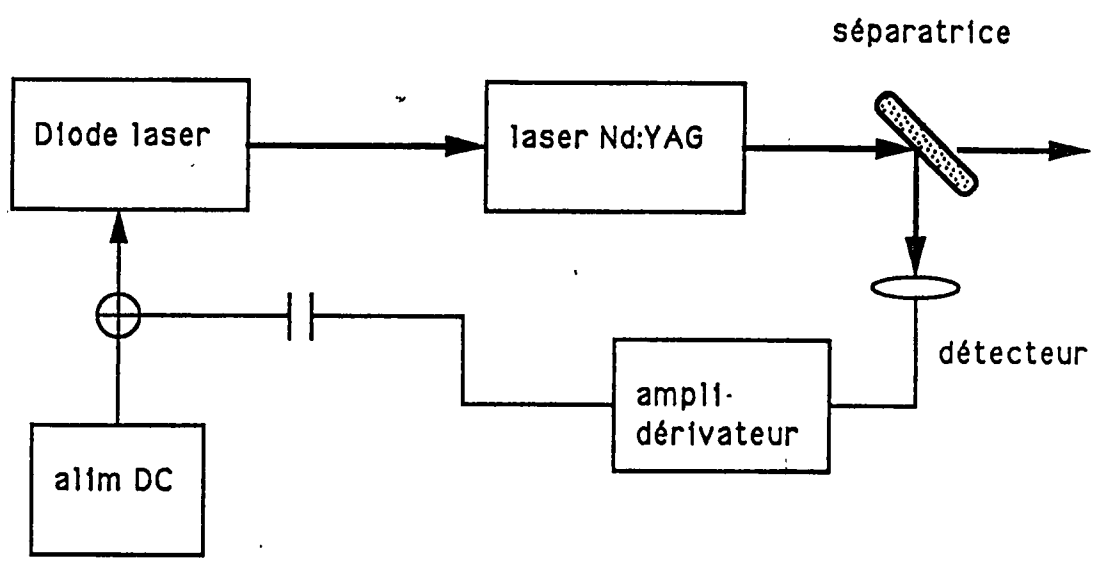 séparatrice
Diode laser
laser Nd:YAG
détecteur
ampli-
dérivateur
alim DC